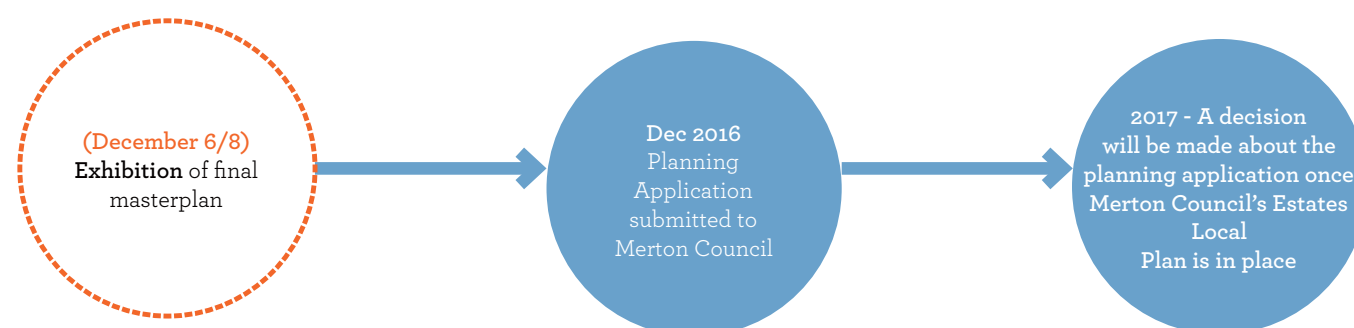 (December 6/8)
Exhibition of final
masterplan
Dec 2016
Planning
Application
submitted to
Merton Council
2017 - A decision
will be made about the
planning application once
Merton Council's Estates
Local
Plan is in place